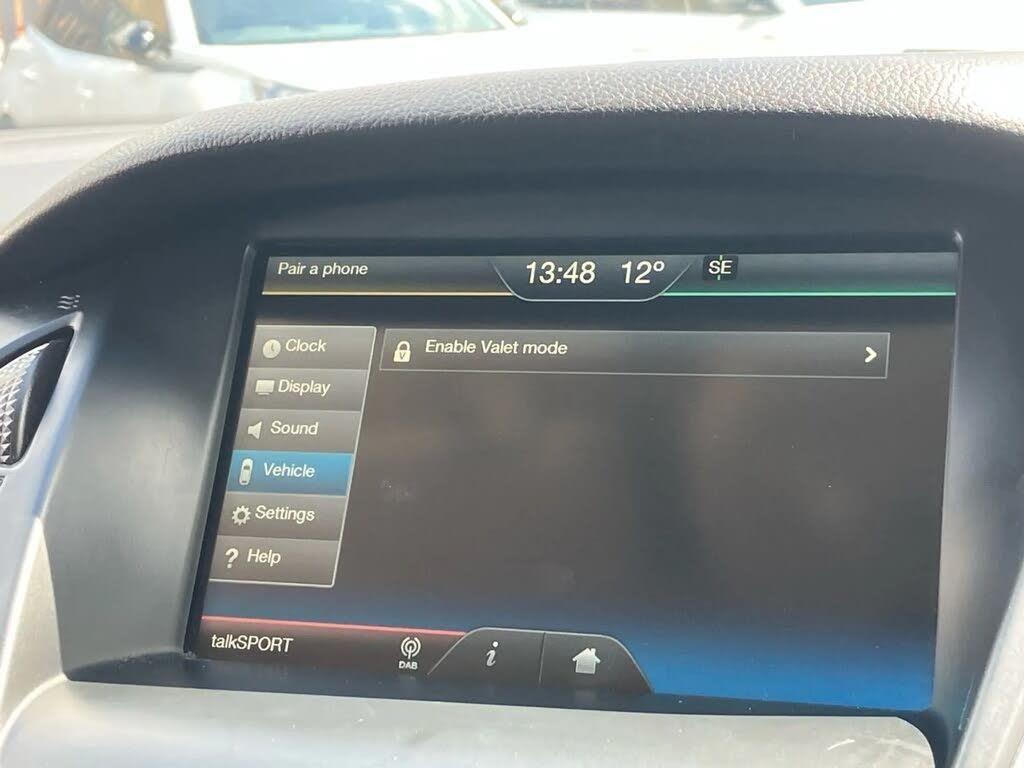 Pair a phone
13:48 12° SE
Clock
Enable Valet mode
Display
Sound
Vehicle
Settings
? Help
talkSPORT
DAB
i